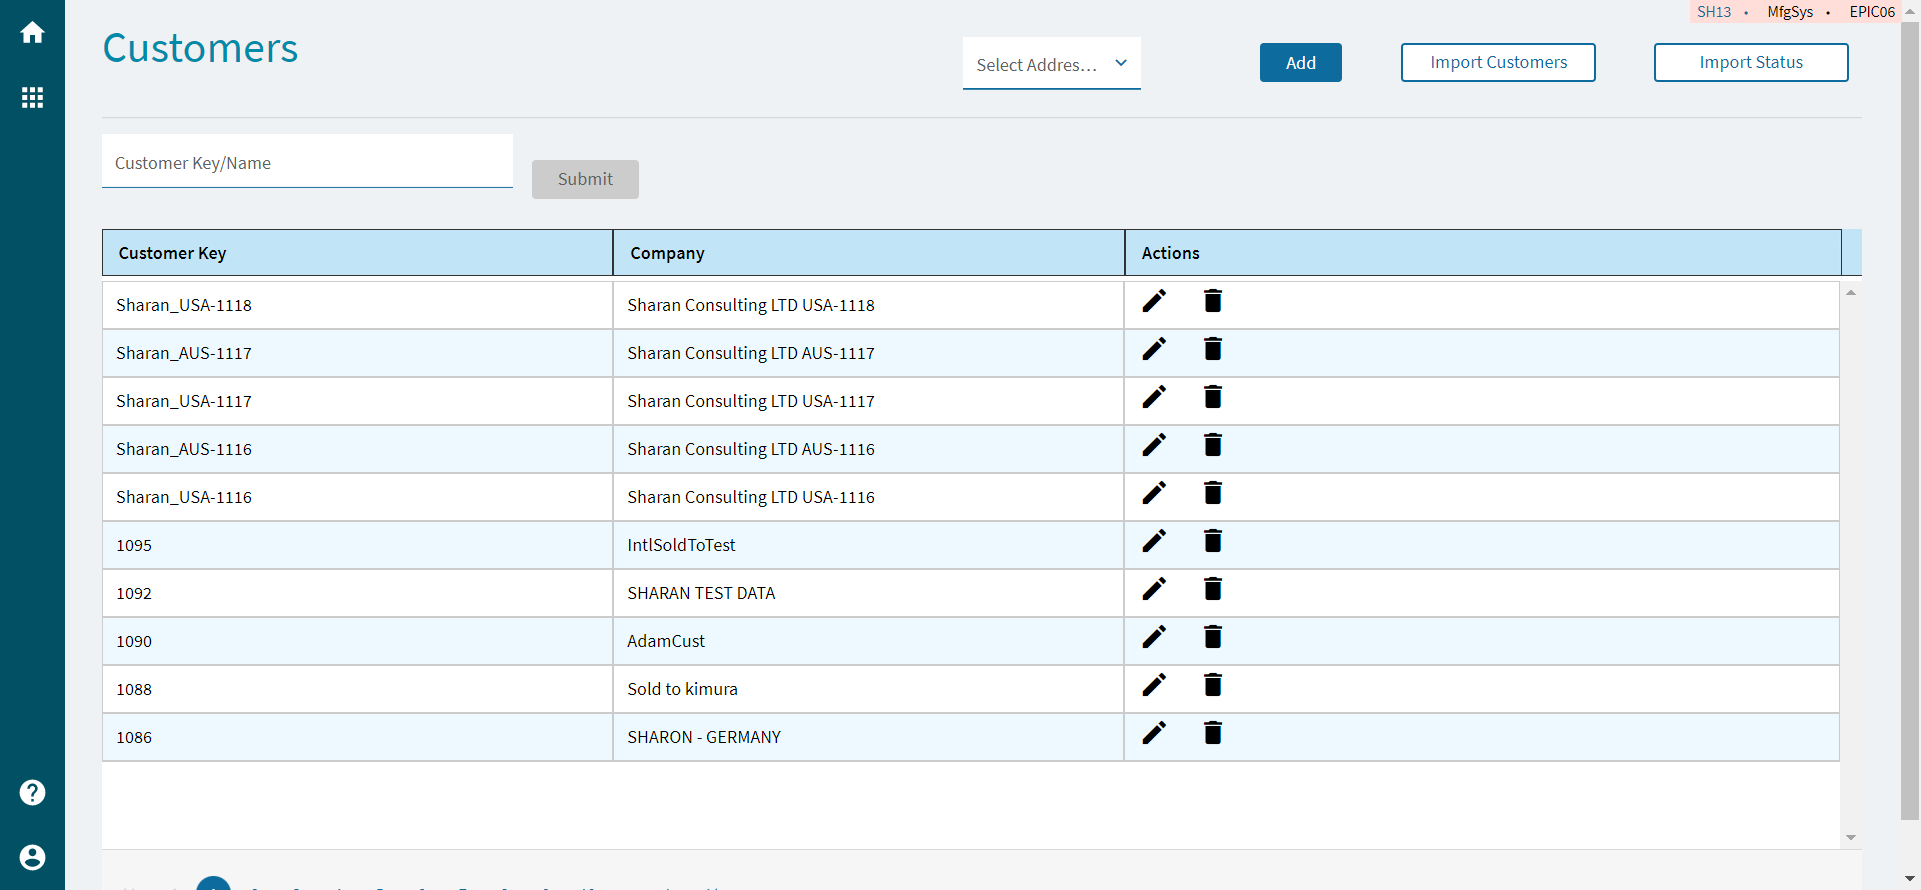 SH13 • MfgSys • EPIC06
Customers
Select Addres...
Add
Import Customers
Import Status
Customer Key/Name
Submit
Customer Key Company Actions
Sharan_USA-1118 Sharan Consulting LTD USA-1118
Sharan_AUS-1117 Sharan Consulting LTD AUS-1117
Sharan_USA-1117 Sharan Consulting LTD USA-1117
Sharan_AUS-1116 Sharan Consulting LTD AUS-1116
Sharan_USA-1116 Sharan Consulting LTD USA-1116
1095 IntlSoldToTest
1092 SHARAN TEST DATA
1090 AdamCust
1088 Sold to kimura
1086 SHARON - GERMANY